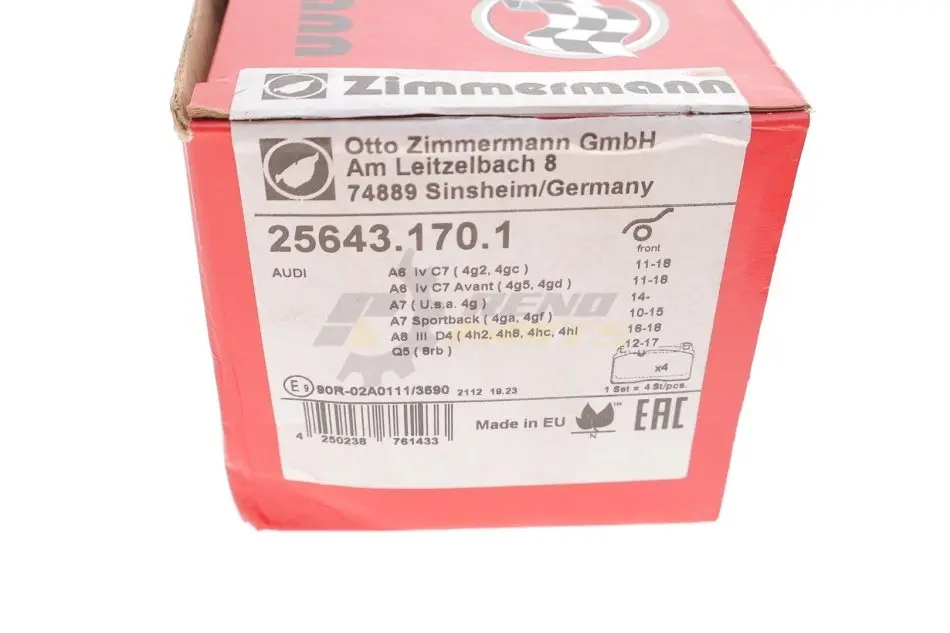 Zimmermann
Otto Zimmermann GmbH
Am Leitzelbach 8
74889 Sinsheim/Germany
25643.170.1
front
AUDI
A6 Iv C7 ( 4g2, 4gc ) 11-18
A6 Iv C7 Avant ( 4g5, 4gd ) 11-18
A7 ( U.s.a. 4g ) 14-
A7 Sportback ( 4ga, 4gf ) 10-15
A8 III D4 ( 4h2, 4h8, 4hc, 4hl 16-18
Q5 ( 8rb ) 12-17
x4
1 Set = 4 St/pcs.
E 9 90R-02A0111/3590 2112 19.23
4 250238 761433
Made in EU
TM
N
EAC